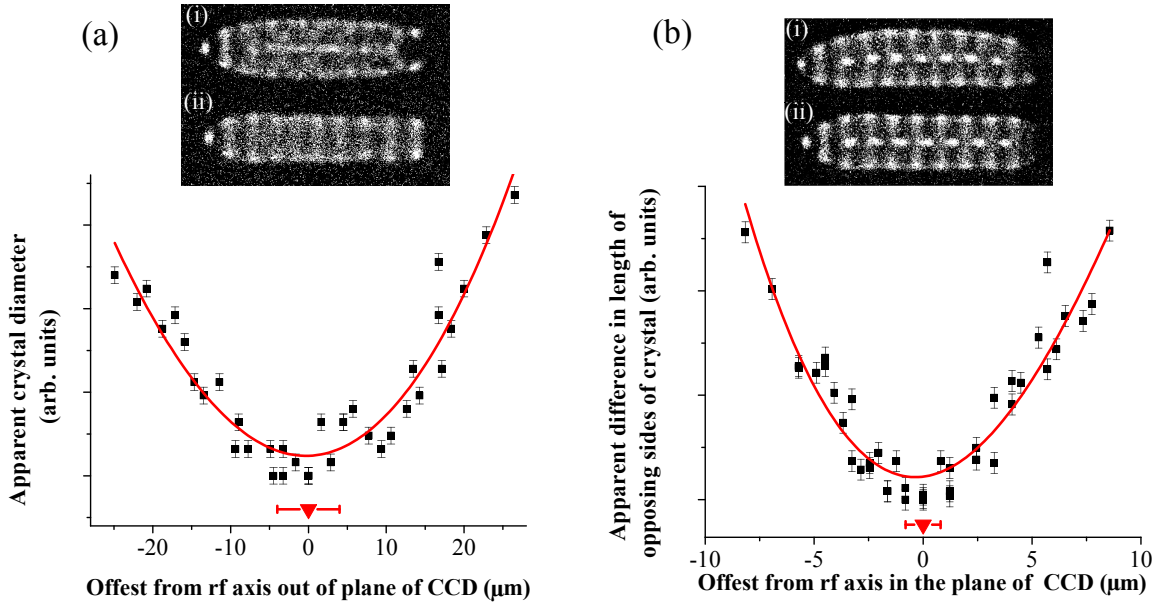 (a)
(i)
(ii)
Apparent crystal diameter
(arb. units)
-20 -10 0 10 20
Offest from rf axis out of plane of CCD (μm)
(b)
(i)
(ii)
Apparent difference in length of
opposing sides of crystal (arb. units)
-10 -5 0 5 10
Offest from rf axis in the plane of CCD (μm)